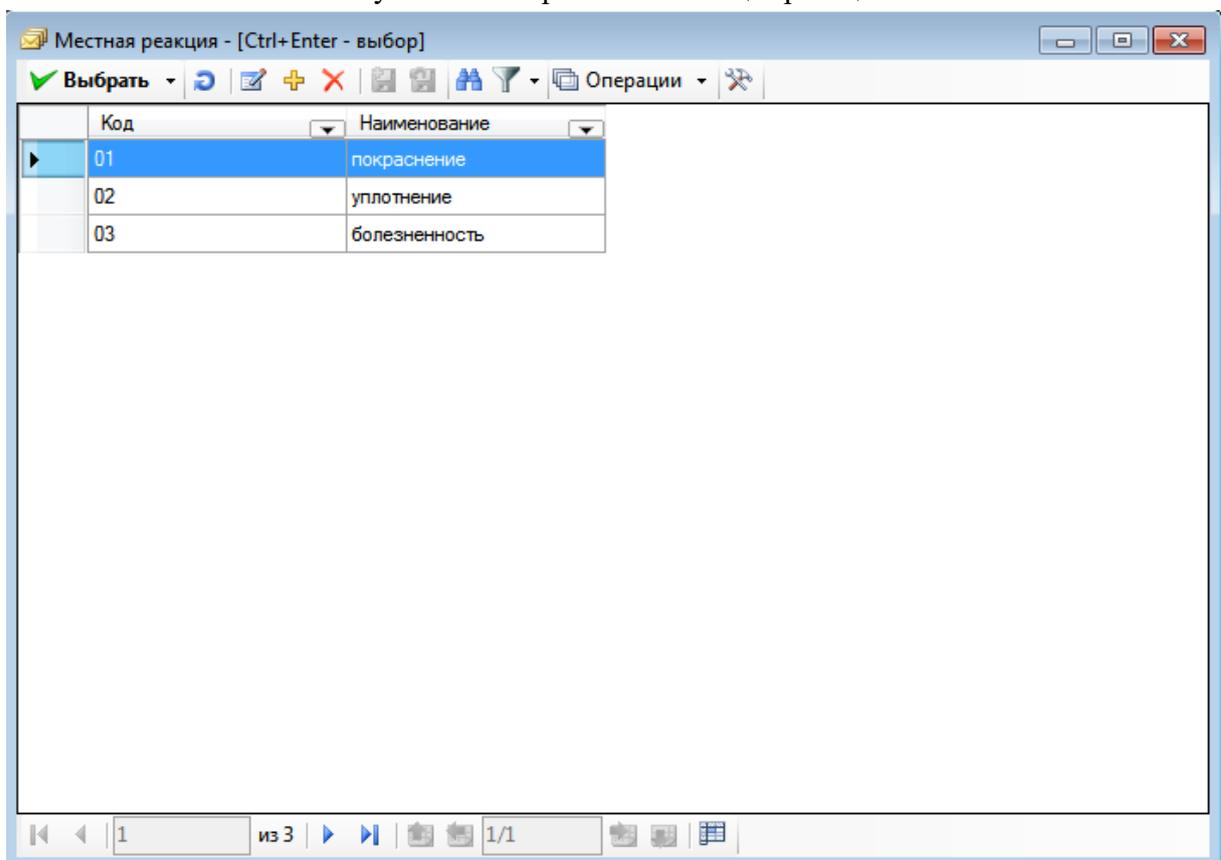 Местная реакция - [Ctrl+Enter - выбор]
Выбрать Операции
Код Наименование
01 покраснение
02 уплотнение
03 болезненность
1 из 3 1/1